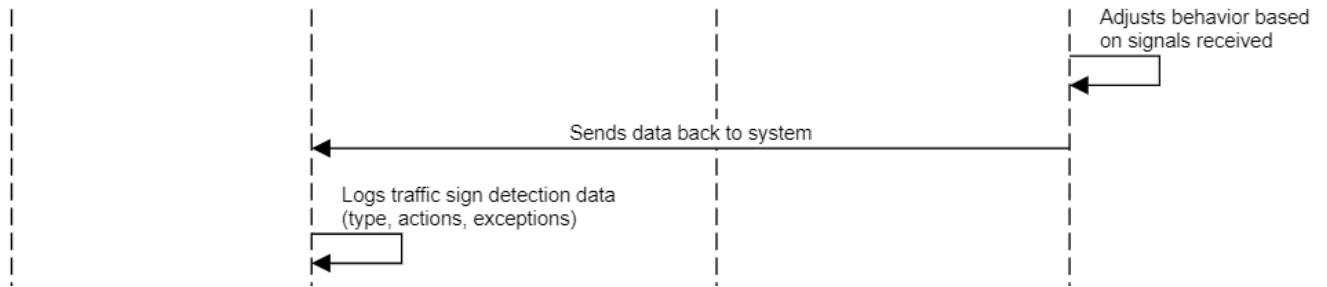 Adjusts behavior based
on signals received
Sends data back to system
Logs traffic sign detection data
(type, actions, exceptions)